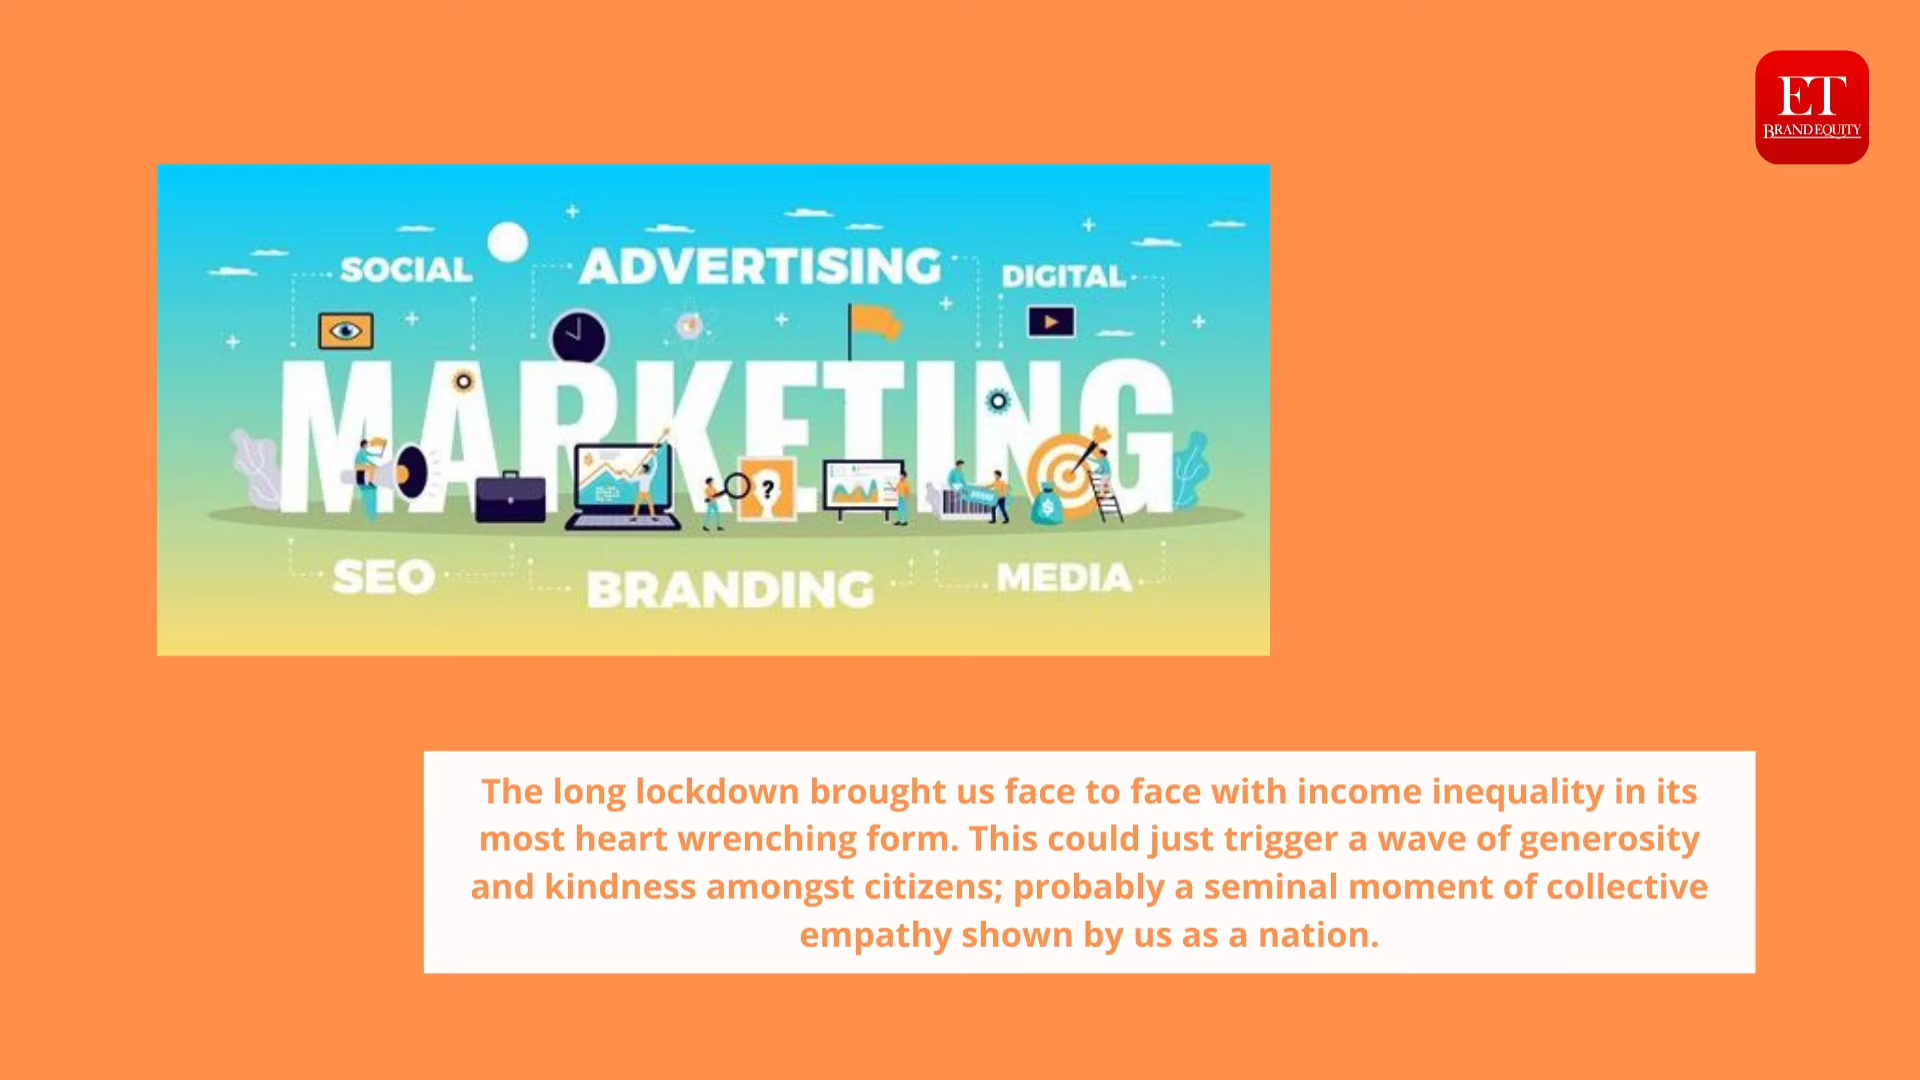 ET
BRANDEQUITY
SOCIAL
ADVERTISING
DIGITAL
MARKETING
?
$
SEO
BRANDING
MEDIA
The long lockdown brought us face to face with income inequality in its
most heart wrenching form. This could just trigger a wave of generosity
and kindness amongst citizens; probably a seminal moment of collective
empathy shown by us as a nation.